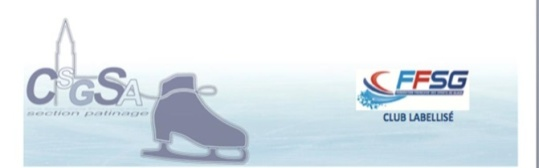 CSGSA
section patinage
FFSG
CLUB LABELLISÉ